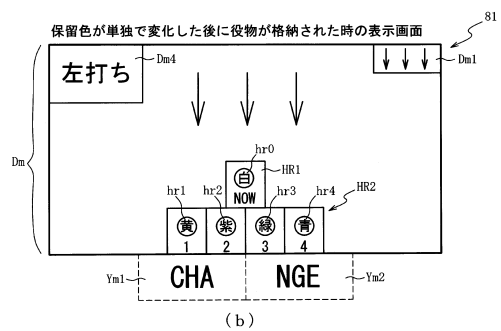 保留色が単独で変化した後に役物が格納された時の表示画面
81
左打ち
Dm4
Dm1
Dm
hr0
白
HR1
NOW
hr1 hr2 hr3 hr4
HR2
黄 紫 緑 青
1 2 3 4
Ym1 CHA NGE Ym2
(b)